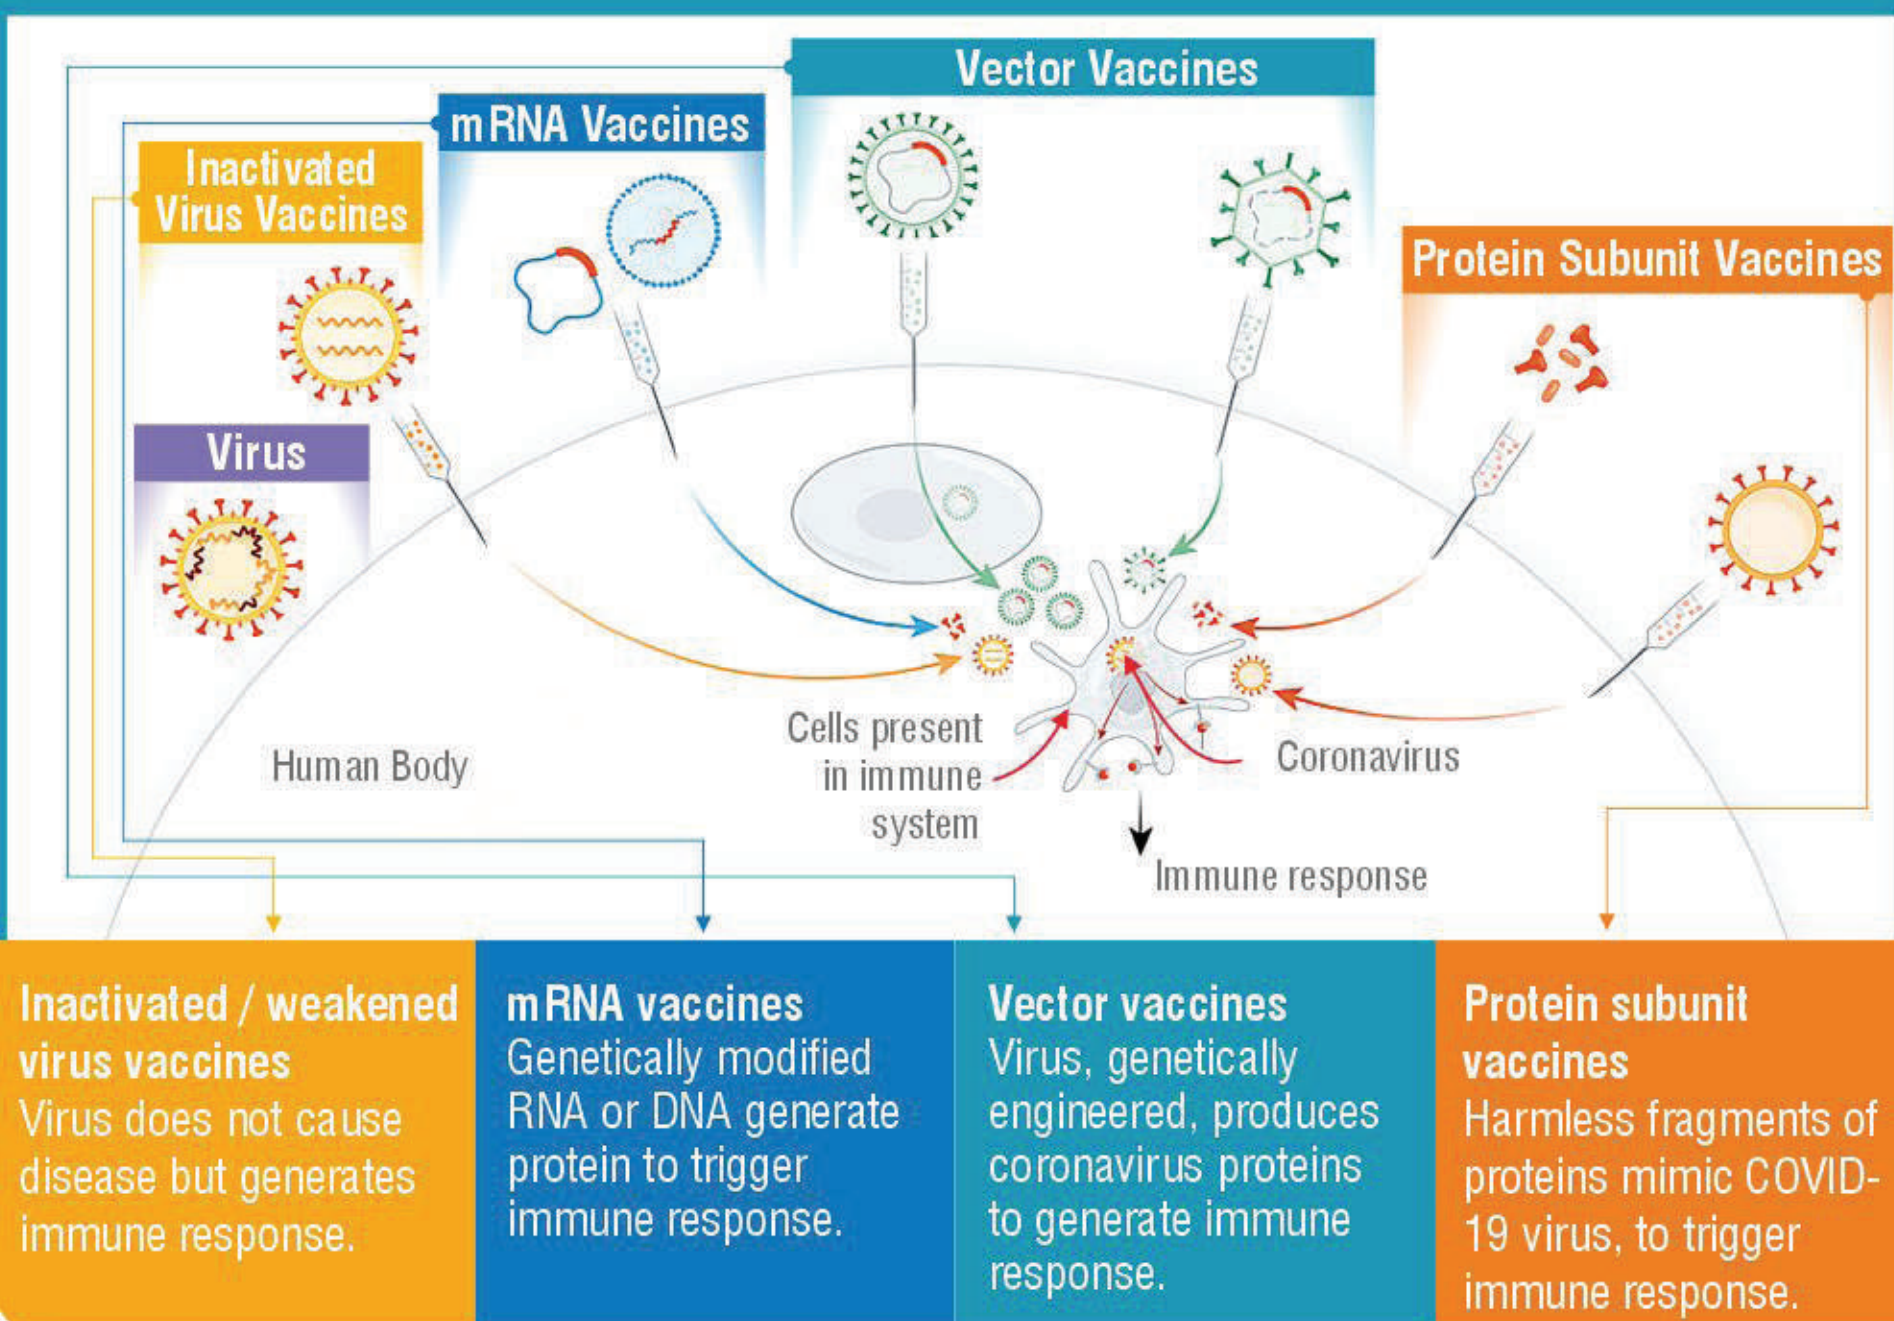 Vector Vaccines
mRNA Vaccines
Inactivated
Virus Vaccines
Protein Subunit Vaccines
Virus
Human Body
Cells present
in immune
system
Coronavirus
Immune response
Inactivated / weakened
virus vaccines
Virus does not cause
disease but generates
immune response.
mRNA vaccines
Genetically modified
RNA or DNA generate
protein to trigger
immune response.
Vector vaccines
Virus, genetically
engineered, produces
coronavirus proteins
to generate immune
response.
Protein subunit
vaccines
Harmless fragments of
proteins mimic COVID-
19 virus, to trigger
immune response.